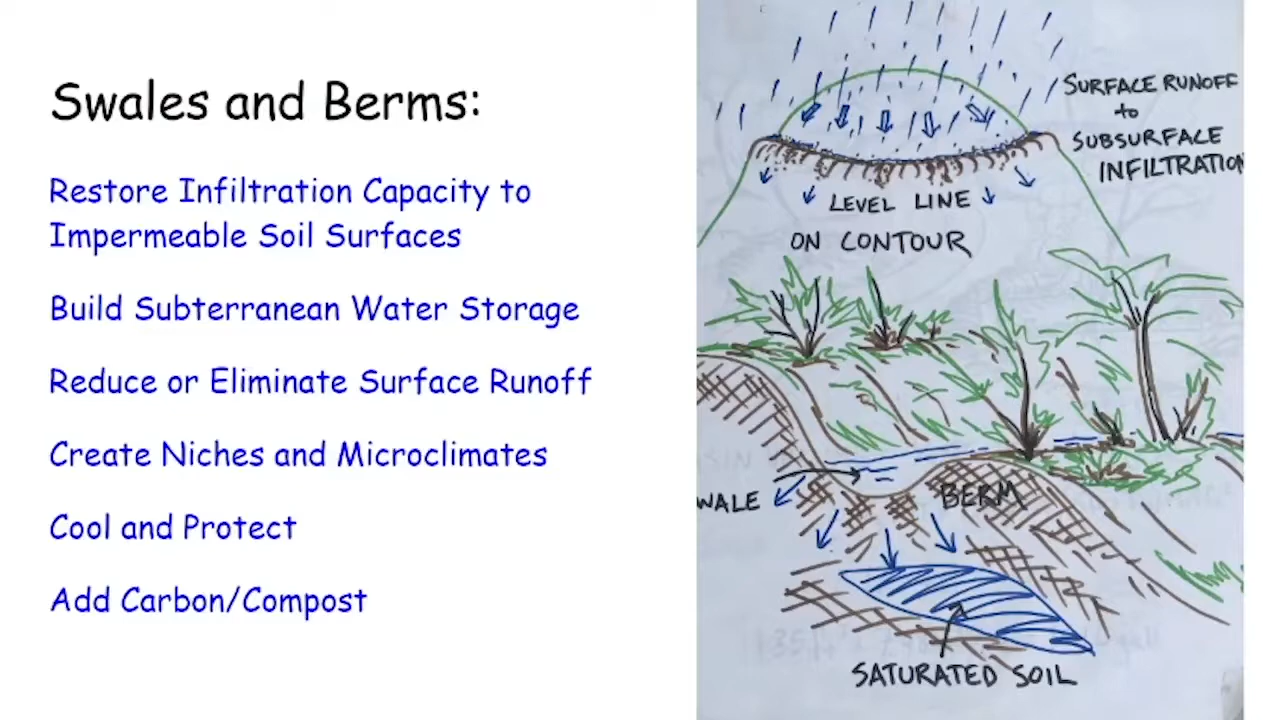 Swales and Berms:
Restore Infiltration Capacity to
Impermeable Soil Surfaces
Build Subterranean Water Storage
Reduce or Eliminate Surface Runoff
Create Niches and Microclimates
Cool and Protect
Add Carbon/Compost
SURFACE RUNOFF
to
SUBSURFACE
INFILTRATION
LEVEL LINE
ON CONTOUR
WALE
BERM
SATURATED SOIL